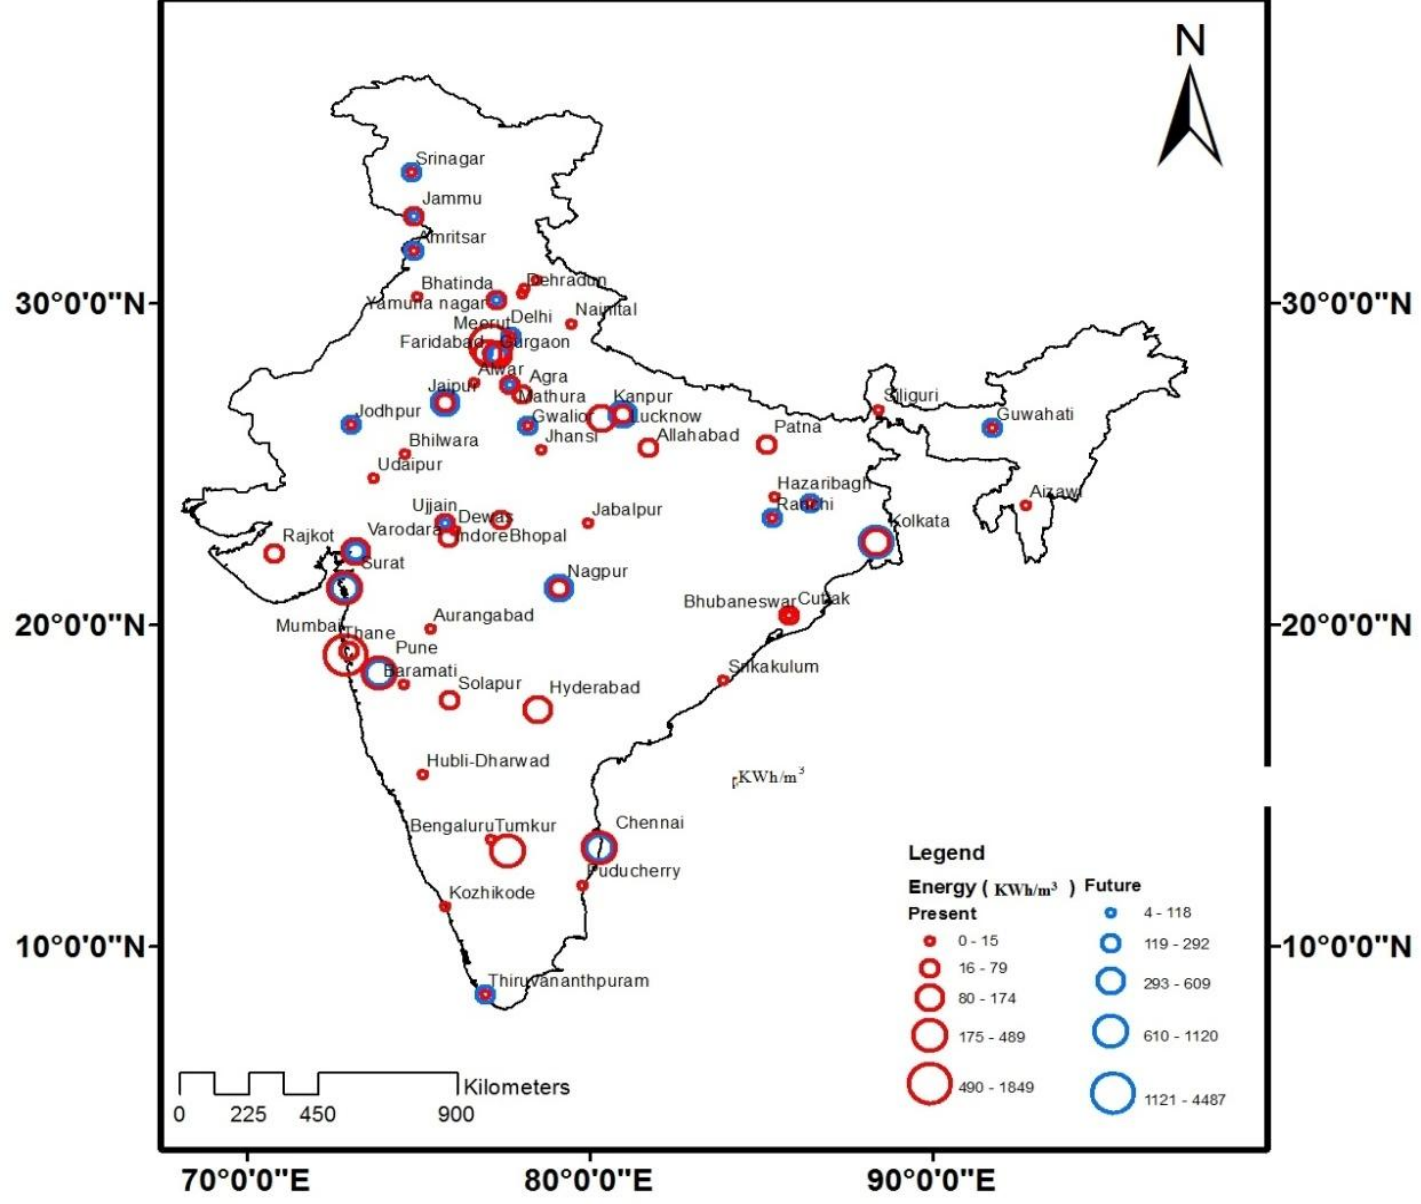 N
Srinagar
Jammu
Amritsar
Bhatinda
Dehradun
30°0'0"N
Yamuna nagar
30°0'0"N
Nainital
Meerut
Delhi
Faridabad
Gurgaon
Alwar
Agra
Jaipur
Mathura
Kanpur
Siliguri
Jodhpur
Gwalior
Lucknow
Guwahati
Bhilwara
Jhansi
Allahabad
Patna
Udaipur
Hazaribagh
Aizawl
Ujjain
Dewas
Jabalpur
Ranchi
Rajkot
Varodara
Indore
Bhopal
Kolkata
Surat
Nagpur
20°0'0"N
Aurangabad
Bhubaneswar
Cuttak
20°0'0"N
Mumbai
Thane
Pune
Baramati
Srikakulum
Solapur
Hyderabad
Hubli-Dharwad
KWh/m³
Bengaluru
Tumkur
Chennai
Puducherry
Kozhikode
10°0'0"N
10°0'0"N
Thiruvananthpuram
Legend
Energy ( KWh/m³ ) Future
Present
4 - 118
0 - 15
119 - 292
16 - 79
293 - 609
80 - 174
610 - 1120
175 - 489
1121 - 4487
490 - 1849
Kilometers
0 225 450 900
70°0'0"E 80°0'0"E 90°0'0"E